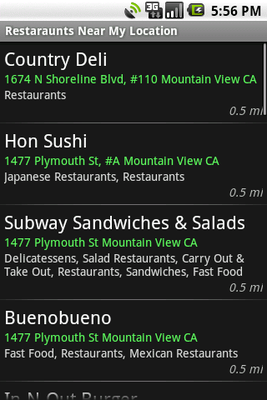 5:56 PM
Restaraunts Near My Location
Country Deli
1674 N Shoreline Blvd, #110 Mountain View CA
Restaurants
0.5 mi
Hon Sushi
1477 Plymouth St, #A Mountain View CA
Japanese Restaurants, Restaurants
0.5 mi
Subway Sandwiches & Salads
1477 Plymouth St Mountain View CA
Delicatessens, Salad Restaurants, Carry Out &
Take Out, Restaurants, Sandwiches, Fast Food
0.5 mi
Buenobueno
1477 Plymouth St Mountain View CA
Fast Food, Restaurants, Mexican Restaurants
0.5 mi
In-N-Out Burger